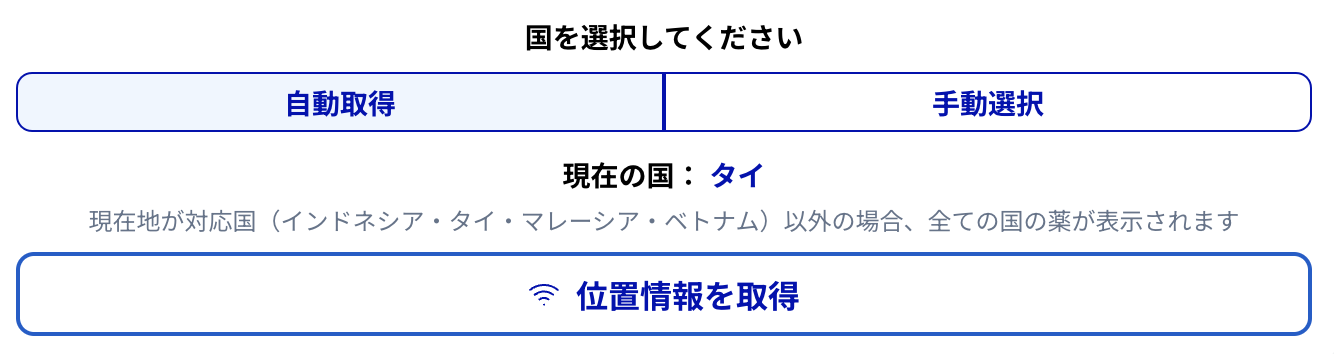 国を選択してください
自動取得
手動選択
現在の国： タイ
現在地が対応国（インドネシア・タイ・マレーシア・ベトナム）以外の場合、全ての国の薬が表示されます
位置情報を取得